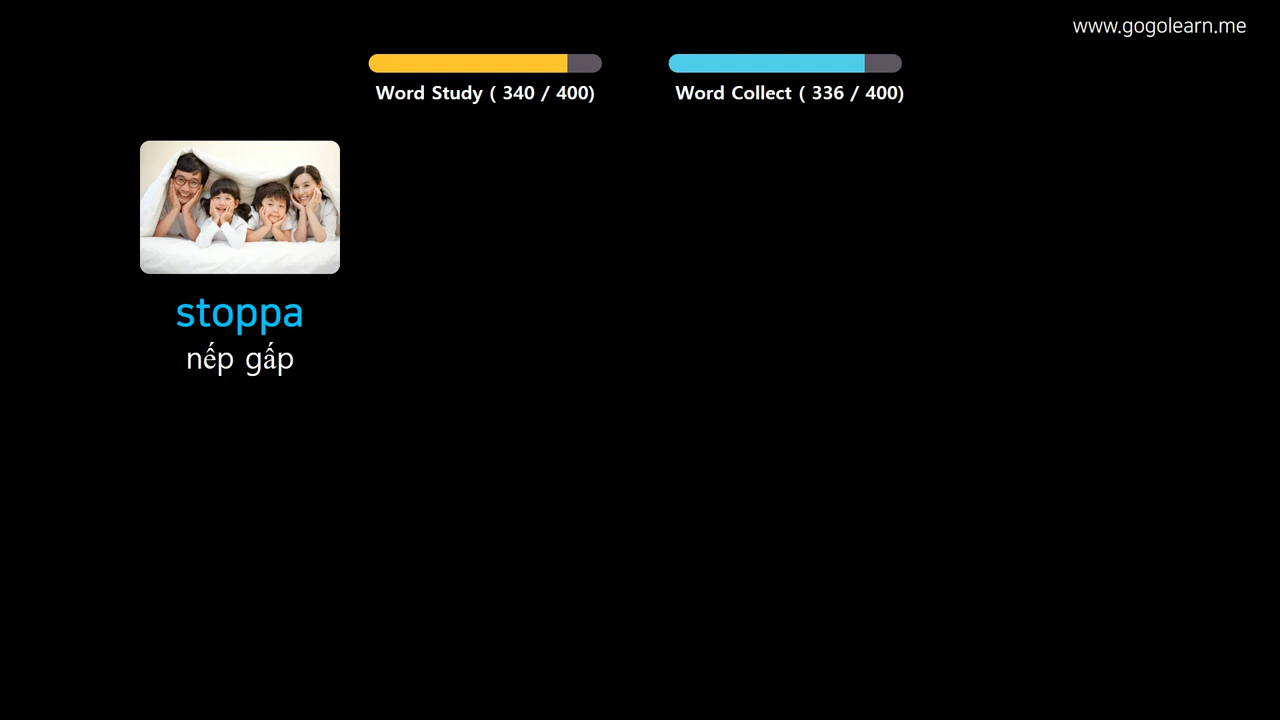 www.gogolearn.me
Word Study ( 340 / 400)
Word Collect ( 336 / 400)
stoppa
nếp gấp